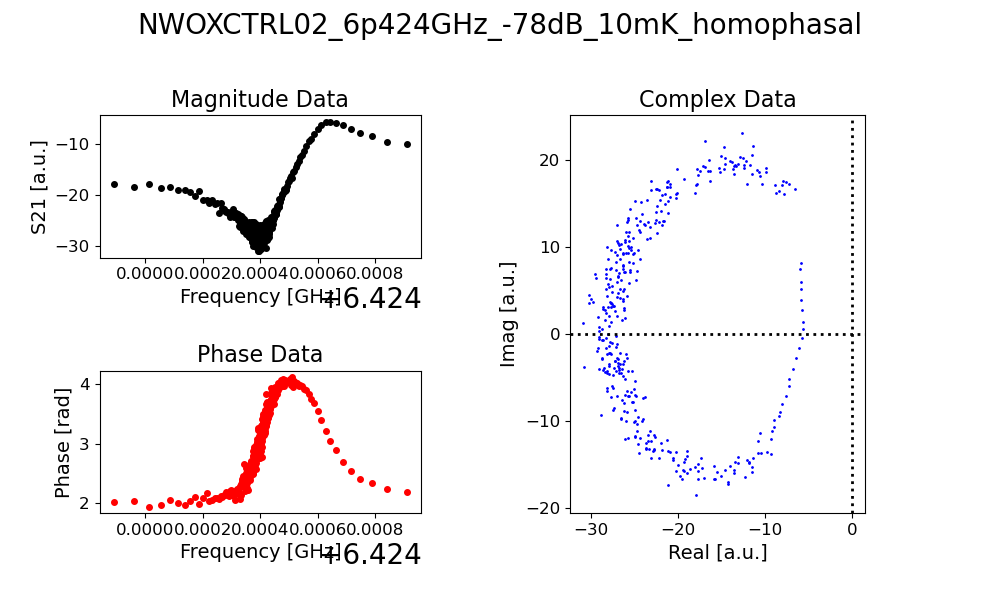 NWOXCTRL02_6p424GHz_-78dB_10mK_homophasal
Magnitude Data
S21 [a.u.]
−10
−20
−30
0.0000 0.0002 0.0004 0.0006 0.0008
Frequency [GHz]
+6.424
Phase Data
Phase [rad]
4
3
2
0.0000 0.0002 0.0004 0.0006 0.0008
Frequency [GHz]
+6.424
Complex Data
Imag [a.u.]
20
10
0
−10
−20
−30 −20 −10 0
Real [a.u.]